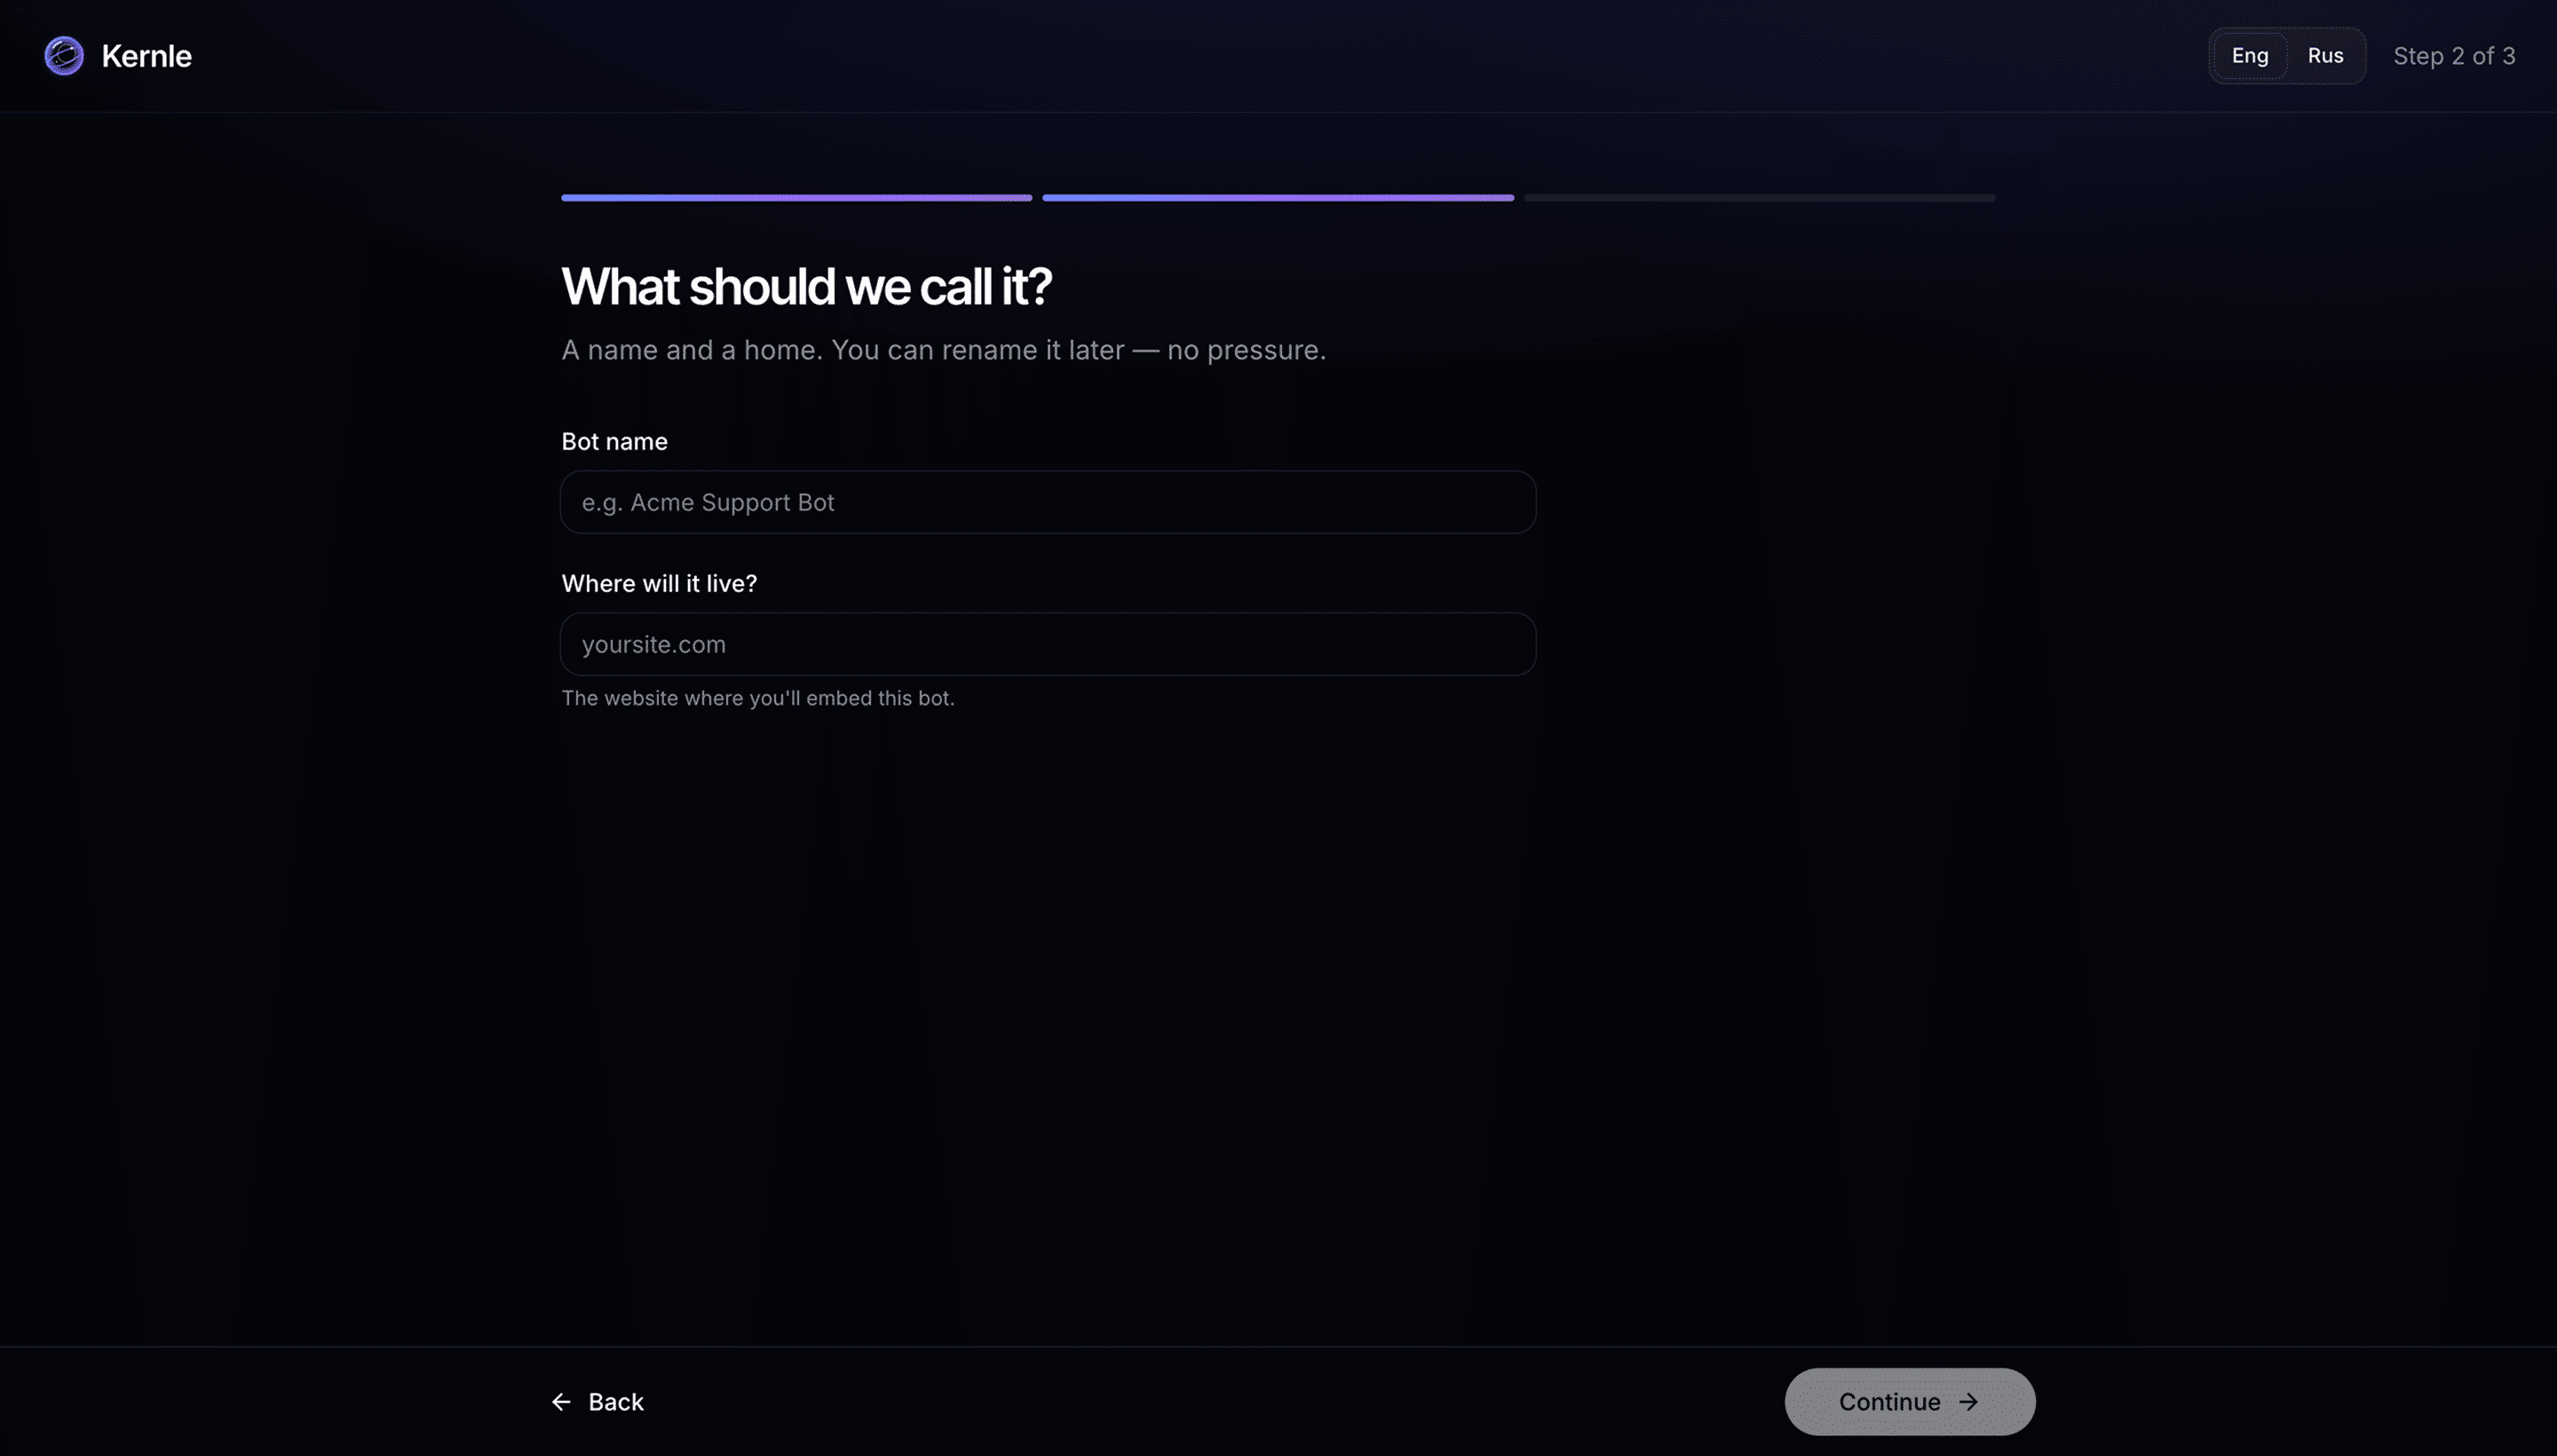 Kernle
Eng Rus Step 2 of 3
What should we call it?
A name and a home. You can rename it later — no pressure.
Bot name
e.g. Acme Support Bot
Where will it live?
yoursite.com
The website where you'll embed this bot.
← Back
Continue →